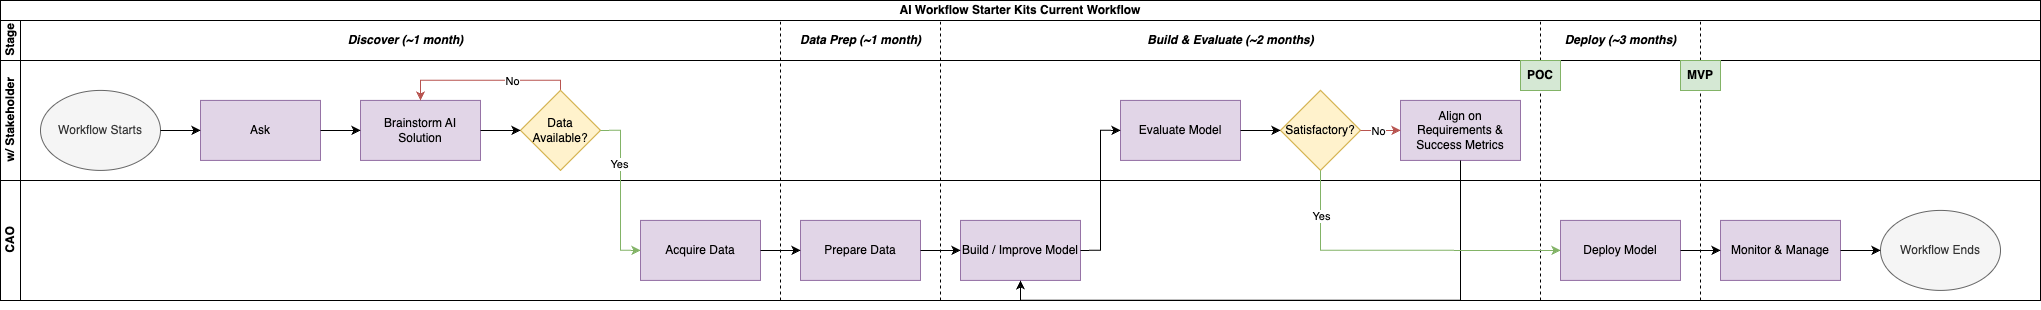 AI Workflow Starter Kits Current Workflow
Stage
Discover (~1 month)
Data Prep (~1 month)
Build & Evaluate (~2 months)
Deploy (~3 months)
w/ Stakeholder
Workflow Starts
Ask
Brainstorm AI
Solution
No
Data
Available?
Yes
Evaluate Model
Satisfactory?
No
Align on
Requirements &
Success Metrics
POC
MVP
Yes
CAO
Acquire Data
Prepare Data
Build / Improve Model
Deploy Model
Monitor & Manage
Workflow Ends